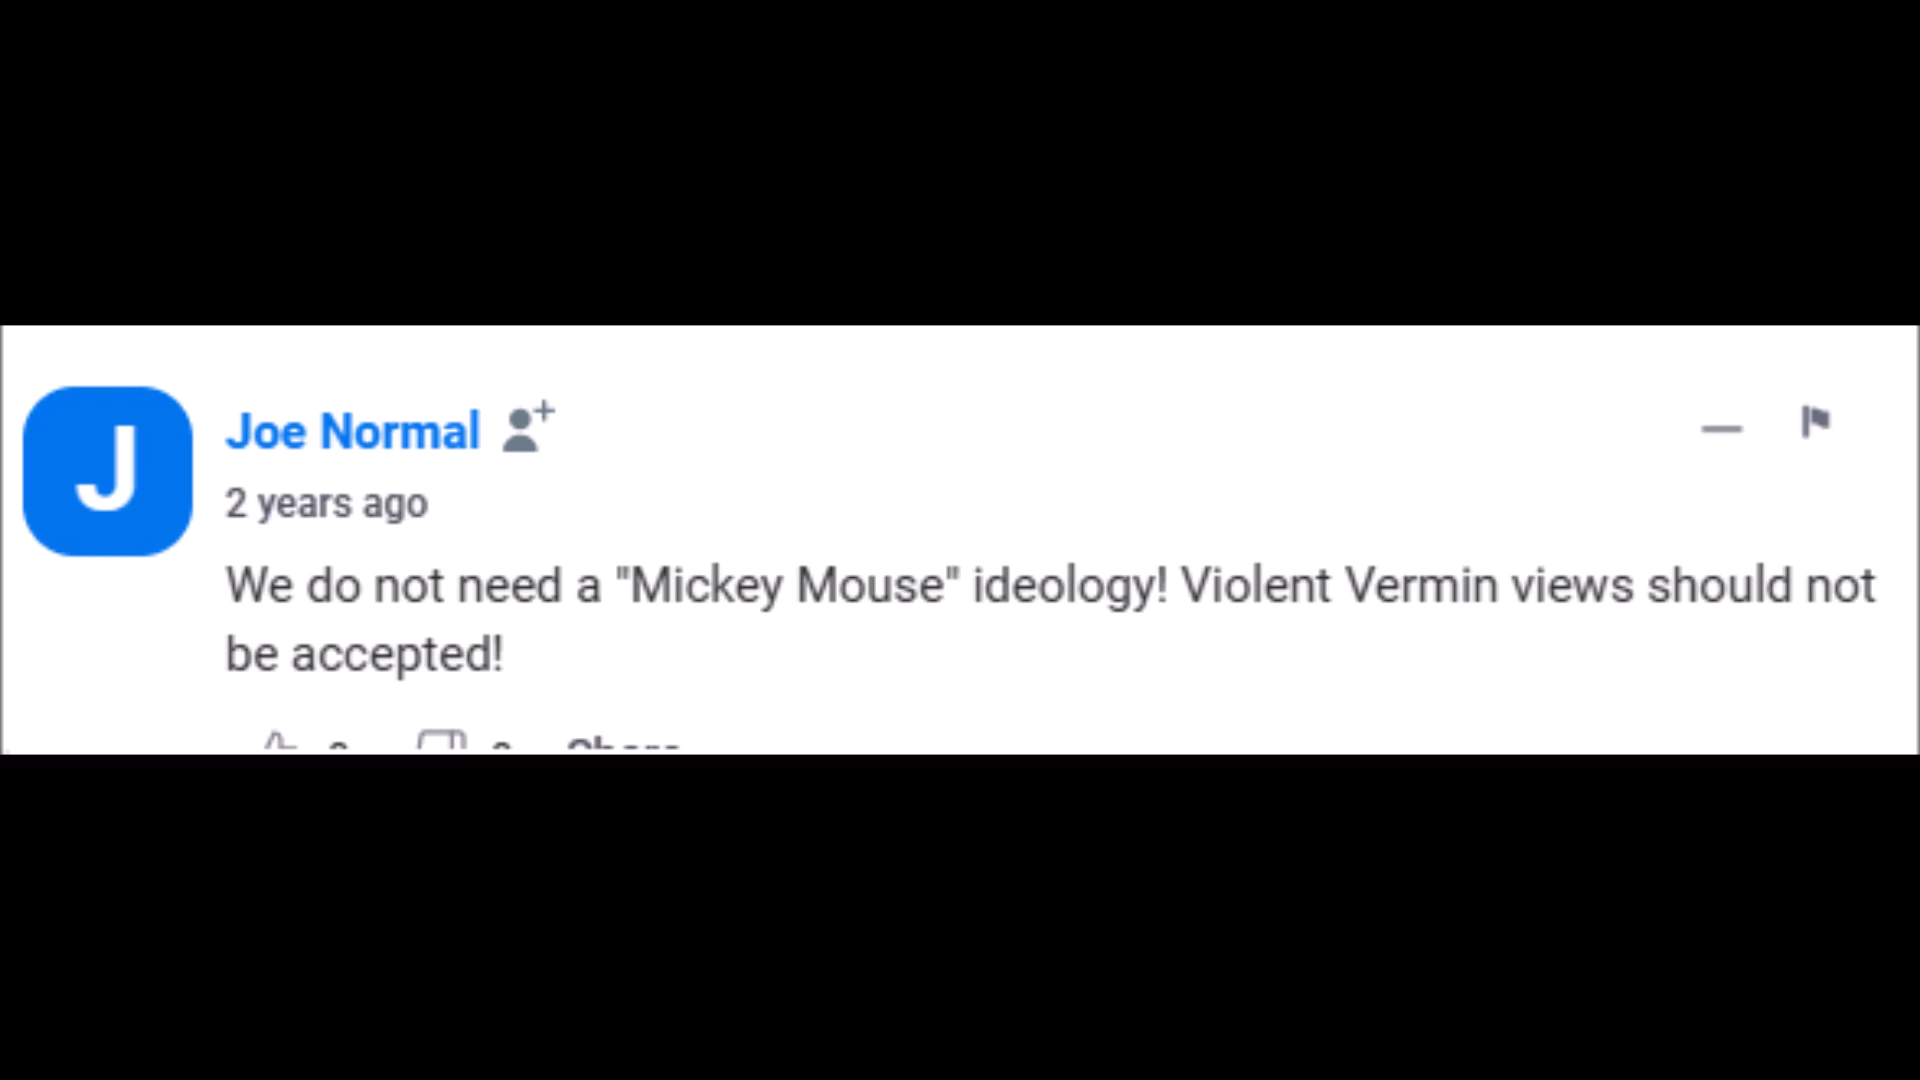 J
Joe Normal
2 years ago
We do not need a "Mickey Mouse" ideology! Violent Vermin views should not
be accepted!